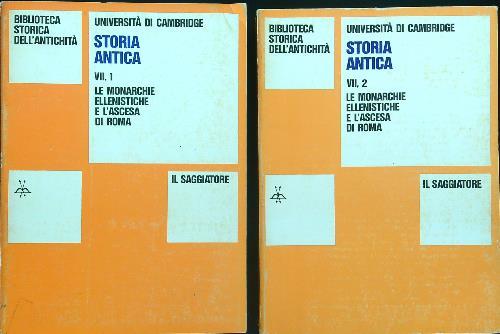 BIBLIOTECA
STORICA
DELL'ANTICHITÀ
UNIVERSITÀ DI CAMBRIDGE
STORIA
ANTICA
VII, 1
LE MONARCHIE
ELLENISTICHE
E L'ASCESA
DI ROMA
IL SAGGIATORE
BIBLIOTECA
STORICA
DELL'ANTICHITÀ
UNIVERSITÀ DI CAMBRIDGE
STORIA
ANTICA
VII, 2
LE MONARCHIE
ELLENISTICHE
E L'ASCESA
DI ROMA
IL SAGGIATORE